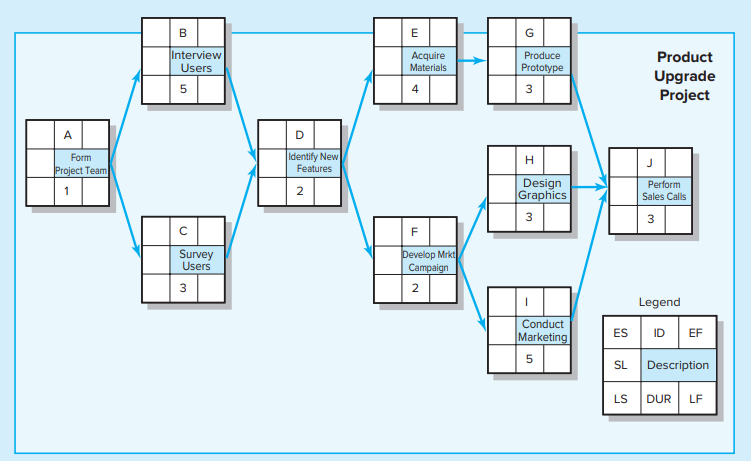 B
Interview
Users
5
E
Acquire
Materials
4
G
Produce
Prototype
3
Product
Upgrade
Project
A
Form
Project Team
1
D
Identify New
Features
2
H
Design
Graphics
3
J
Perform
Sales Calls
3
C
Survey
Users
3
F
Develop Mrkt
Campaign
2
I
Conduct
Marketing
5
Legend
ES ID EF
SL Description
LS DUR LF